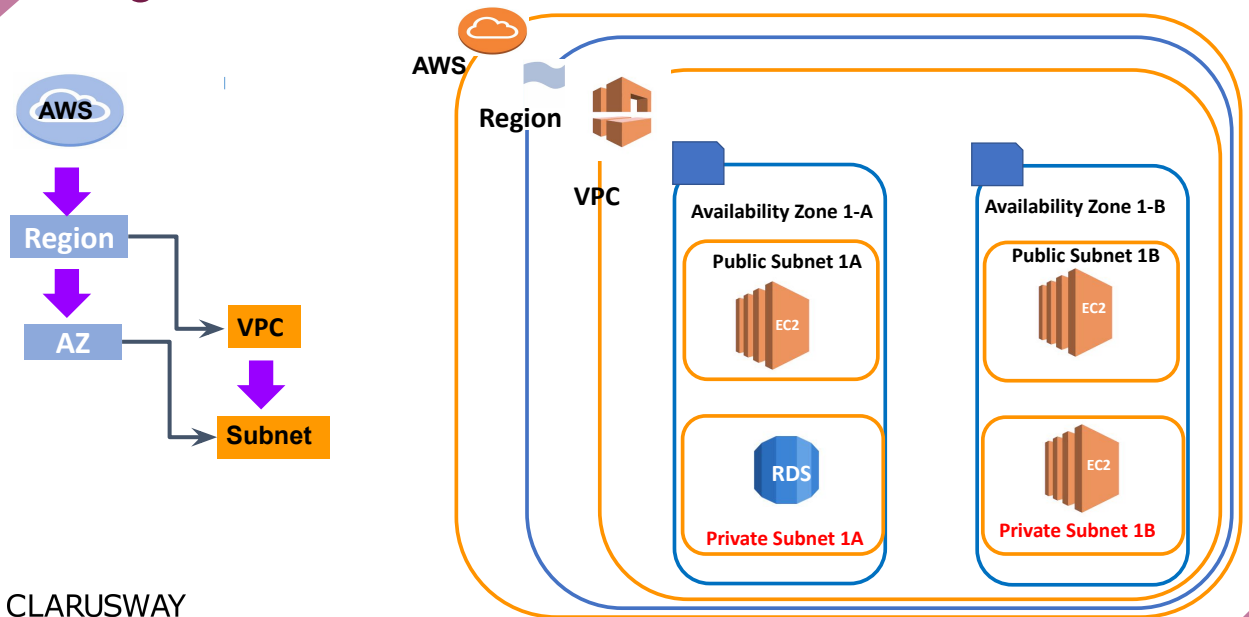 AWS
Region
AZ
VPC
Subnet
AWS
Region
VPC
Availability Zone 1-A
Public Subnet 1A
EC2
RDS
Private Subnet 1A
Availability Zone 1-B
Public Subnet 1B
EC2
EC2
Private Subnet 1B
CLARUSWAY